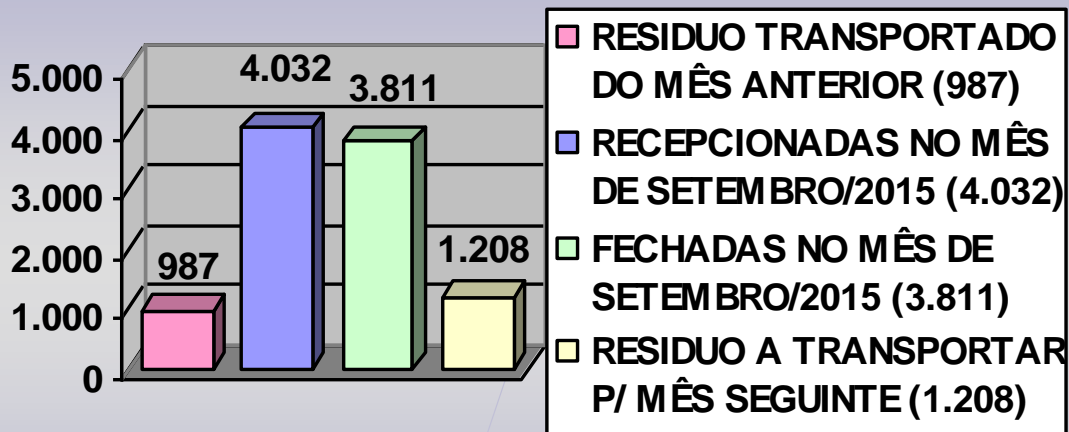 5.000
4.000
3.000
2.000
1.000
0
987
4.032
3.811
1.208
RESIDUO TRANSPORTADO
DO MÊS ANTERIOR (987)
RECEPCIONADAS NO MÊS
DE SETEMBRO/2015 (4.032)
FECHADAS NO MÊS DE
SETEMBRO/2015 (3.811)
RESIDUO A TRANSPORTAR
P/ MÊS SEGUINTE (1.208)